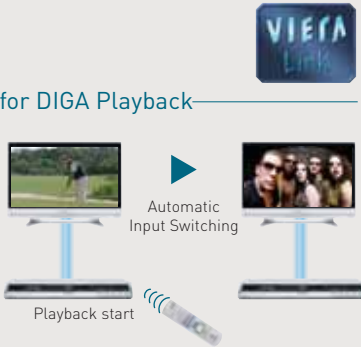 VIERA
Link
for DIGA Playback
Automatic
Input Switching
Playback start